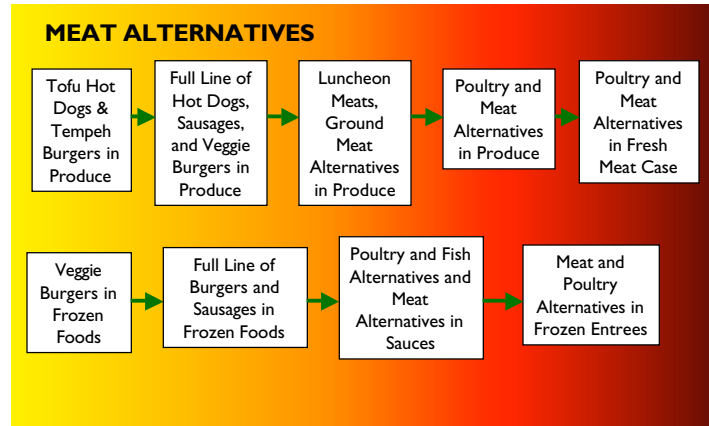 MEAT ALTERNATIVES
Tofu Hot
Dogs &
Tempeh
Burgers in
Produce
Full Line of
Hot Dogs,
Sausages,
and Veggie
Burgers in
Produce
Luncheon
Meats,
Ground
Meat
Alternatives
in Produce
Poultry and
Meat
Alternatives
in Produce
Poultry and
Meat
Alternatives
in Fresh
Meat Case
Veggie
Burgers in
Frozen
Foods
Full Line of
Burgers and
Sausages in
Frozen Foods
Poultry and Fish
Alternatives and
Meat
Alternatives in
Sauces
Meat and
Poultry
Alternatives in
Frozen Entrees